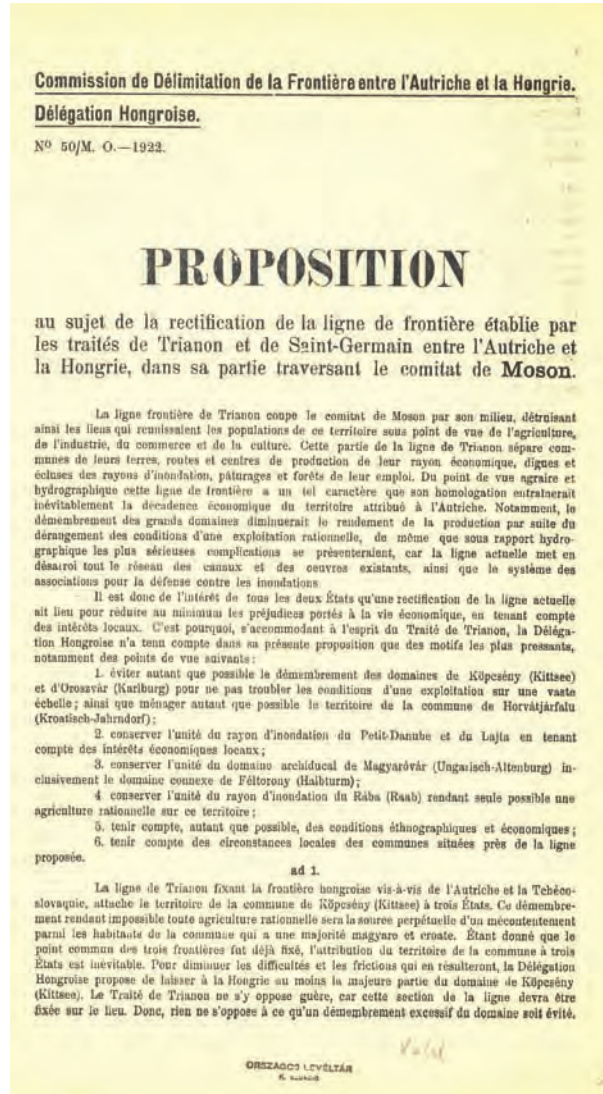 Commission de Délimitation de la Frontière entre l'Autriche et la Hongrie.
Délégation Hongroise.
Nº 50/M. O.—1922.
PROPOSITION
au sujet de la rectification de la ligne de frontière établie par
les traités de Trianon et de Saint-Germain entre l'Autriche et
la Hongrie, dans sa partie traversant le comitat de Moson.
La ligne frontière de Trianon coupe le comitat de Moson par son milieu, détruisant
ainsi les liens qui reunissaient les populations de ce territoire sous point de vue de l'agriculture,
de l'industrie, du commerce et de la culture. Cette partie de la ligne de Trianon sépare com-
munes de leurs terres, routes et centres de production de leur rayon économique, digues et
écluses des rayons d'inondation, pâturages et forêts de leur emploi. Du point de vue agraire et
hydrographique cette ligne de frontière a un tel caractère que son homologation entraînerait
inévitablement la décadence économique du territoire attribué à l'Autriche. Notamment, le
démembrement des grands domaines diminuerait le rendement de la production par suite du
dérangement des conditions d'une exploitation rationnelle, de même que sous rapport hydro-
graphique les plus sérieuses complications se présenteraient, car la ligne actuelle met en
désarroi tout le réseau des canaux et des oeuvres existants, ainsi que le système des
associations pour la défense contre les inondations
Il est donc de l'intérêt de tous les deux États qu'une rectification de la ligne actuelle
ait lieu pour réduire au minimum les préjudices portés à la vie économique, en tenant compte
des intérêts locaux. C'est pourquoi, s'accommodant à l'esprit du Traité de Trianon, la Déléga-
tion Hongroise n'a tenu compte dans sa présente proposition que des motifs les plus pressants,
notamment des points de vue suivants:
1. éviter autant que possible le démembrement des domaines de Köpcsény (Kittsee)
et d'Oroszvár (Karlburg) pour ne pas troubler les conditions d'une exploitation sur une vaste
échelle; ainsi que ménager autant que possible le territoire de la commune de Horvátjárfalu
(Kroatisch-Jahrndorf);
2. conserver l'unité du rayon d'inondation du Petit-Danube et du Lajta en tenant
compte des intérêts économiques locaux;
3. conserver l'unité du domaine archiducal de Magyaróvár (Ungarisch-Altenburg) in-
clusivement le domaine connexe de Féltorony (Halbturm);
4 conserver l'unité du rayon d'inondation du Rába (Raab) rendant seule possible une
agriculture rationnelle sur ce territoire;
5. tenir compte, autant que possible, des conditions éthnographiques et économiques;
6. tenir compte des circonstances locales des communes situées près de la ligne
proposée.
ad 1.
La ligne de Trianon fixant la frontière hongroise vis-à-vis de l'Autriche et la Tchéco-
slovaquie, attache le territoire de la commune de Köpcsény (Kittsee) à trois États. Ce démembre-
ment rendant impossible toute agriculture rationnelle sera la source perpétuelle d'un mécontentement
parmi les habitants de la commune qui a une majorité magyare et croate. Étant donné que le
point commun des trois frontières fut déjà fixé, l'attribution du territoire de la commune à trois
États est inévitable. Pour diminuer les difficultés et les frictions qui en résulteront, la Délégation
Hongroise propose de laisser à la Hongrie au moins la majeure partie du domaine de Köpcsény
(Kittsee). Le Traité de Trianon ne s'y oppose guère, car cette section de la ligne devra être
fixée sur le lieu. Donc, rien ne s'oppose à ce qu'un démembrement excessif du domaine soit évité.
ORSZÁGOS LEVÉLTÁR